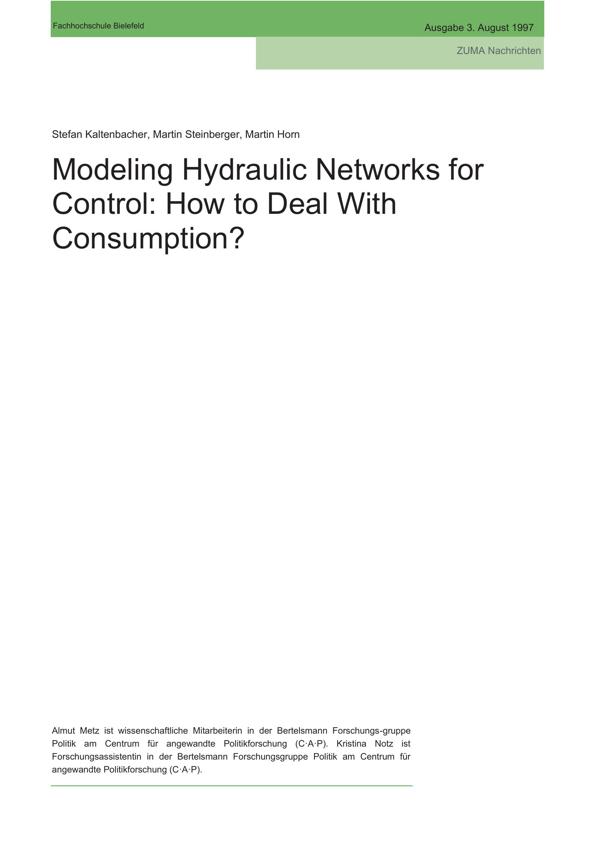 Fachhochschule Bielefeld
Ausgabe 3. August 1997
ZUMA Nachrichten
Stefan Kaltenbacher, Martin Steinberger, Martin Horn
Modeling Hydraulic Networks for
Control: How to Deal With
Consumption?
Almut Metz ist wissenschaftliche Mitarbeiterin in der Bertelsmann Forschungs-gruppe
Politik am Centrum für angewandte Politikforschung (C·A·P). Kristina Notz ist
Forschungsassistentin in der Bertelsmann Forschungsgruppe Politik am Centrum für
angewandte Politikforschung (C·A·P).